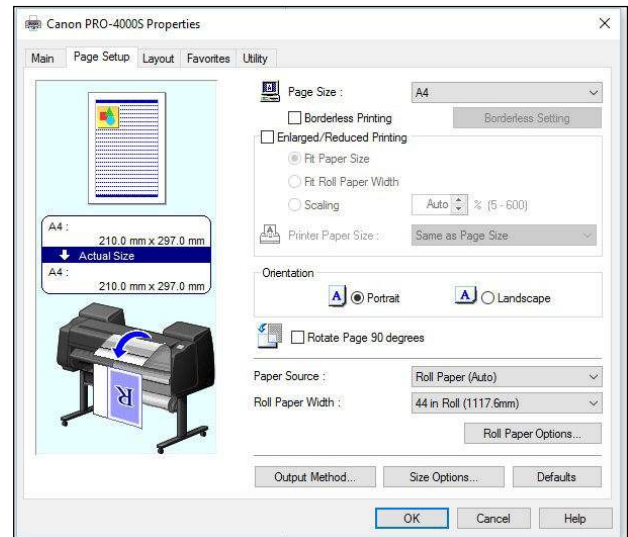 Canon PRO-4000S Properties
Main Page Setup Layout Favorites Utility
Page Size : A4
Borderless Printing Borderless Setting
Enlarged/Reduced Printing
Fit Paper Size
Fit Roll Paper Width
Scaling Auto % (5 - 600)
Printer Paper Size : Same as Page Size
A4 :
210.0 mm x 297.0 mm
Actual Size
A4 :
210.0 mm x 297.0 mm
Orientation
A Portrait A Landscape
Rotate Page 90 degrees
R
Paper Source : Roll Paper (Auto)
Roll Paper Width : 44 in Roll (1117.6mm)
Roll Paper Options...
Output Method... Size Options... Defaults
OK Cancel Help